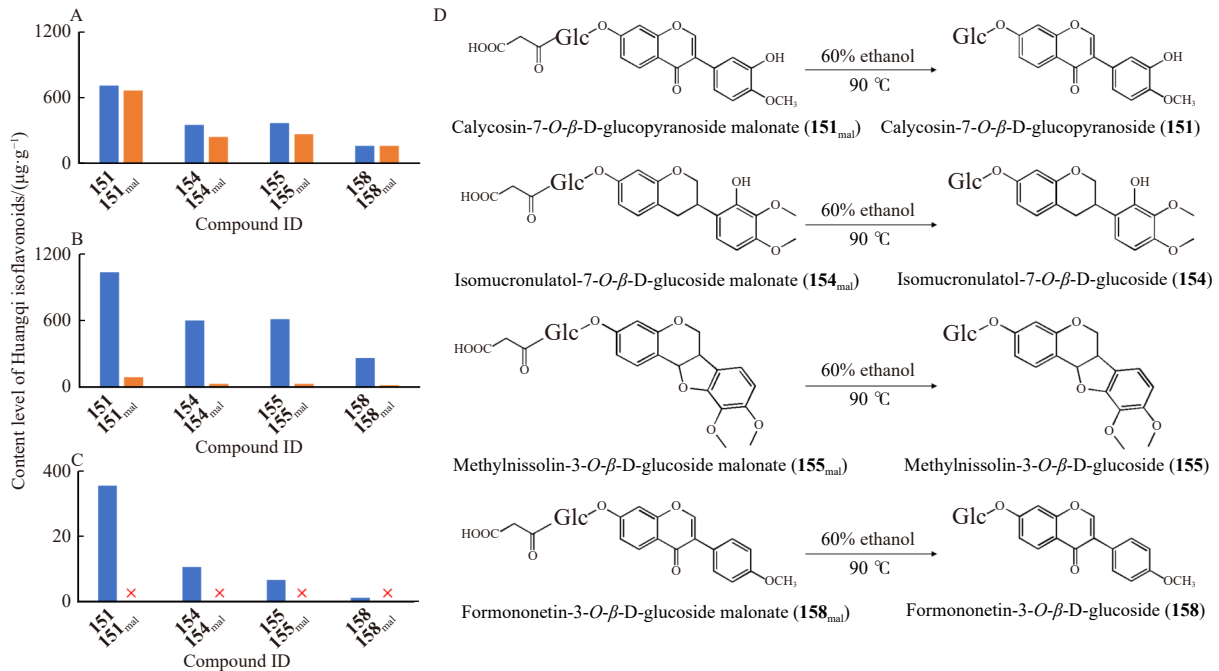 A
Content level of Huangqi isoflavonoids/(μg·g⁻¹)
1200
600
0
151
151mal
154
154mal
155
155mal
158
158mal
Compound ID
B
1200
600
0
151
151mal
154
154mal
155
155mal
158
158mal
Compound ID
C
400
20
0
151
151mal
154
154mal
155
155mal
158
158mal
Compound ID
D
HOOC
O
Glc
O
O
O
OH
OCH₃
60% ethanol
90 ℃
Glc
O
O
O
OH
OCH₃
Calycosin-7-O-β-D-glucopyranoside malonate (151mal)
Calycosin-7-O-β-D-glucopyranoside (151)
HOOC
O
Glc
O
O
OH
O
O
60% ethanol
90 ℃
Glc
O
O
OH
O
O
Isomucronulatol-7-O-β-D-glucoside malonate (154mal)
Isomucronulatol-7-O-β-D-glucoside (154)
HOOC
O
Glc
O
O
O
O
O
60% ethanol
90 ℃
Glc
O
O
O
O
O
Methylnissolin-3-O-β-D-glucoside malonate (155mal)
Methylnissolin-3-O-β-D-glucoside (155)
HOOC
O
Glc
O
O
O
OCH₃
60% ethanol
90 ℃
Glc
O
O
O
OCH₃
Formononetin-3-O-β-D-glucoside malonate (158mal)
Formononetin-3-O-β-D-glucoside (158)